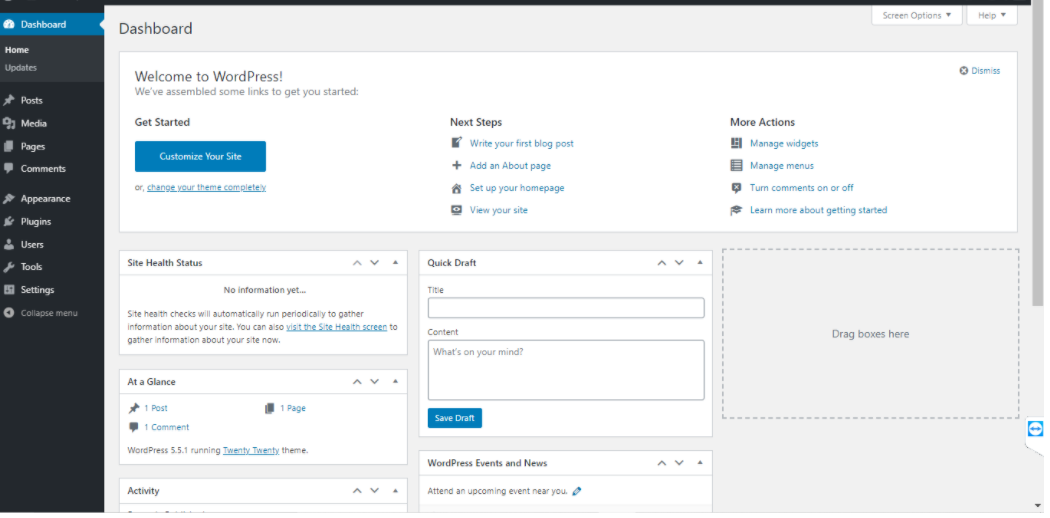 Dashboard
Home
Updates
Posts
Media
Pages
Comments
Appearance
Plugins
Users
Tools
Settings
Collapse menu
Screen Options
Help
Dashboard
Welcome to WordPress!
We've assembled some links to get you started:
Dismiss
Get Started
Customize Your Site
or, change your theme completely
Next Steps
Write your first blog post
Add an About page
Set up your homepage
View your site
More Actions
Manage widgets
Manage menus
Turn comments on or off
Learn more about getting started
Site Health Status
No information yet...
Site health checks will automatically run periodically to gather
information about your site. You can also visit the Site Health screen to
gather information about your site now.
At a Glance
1 Post
1 Page
1 Comment
WordPress 5.5.1 running Twenty Twenty theme.
Activity
Quick Draft
Title
Content
What's on your mind?
Save Draft
WordPress Events and News
Attend an upcoming event near you.
Drag boxes here